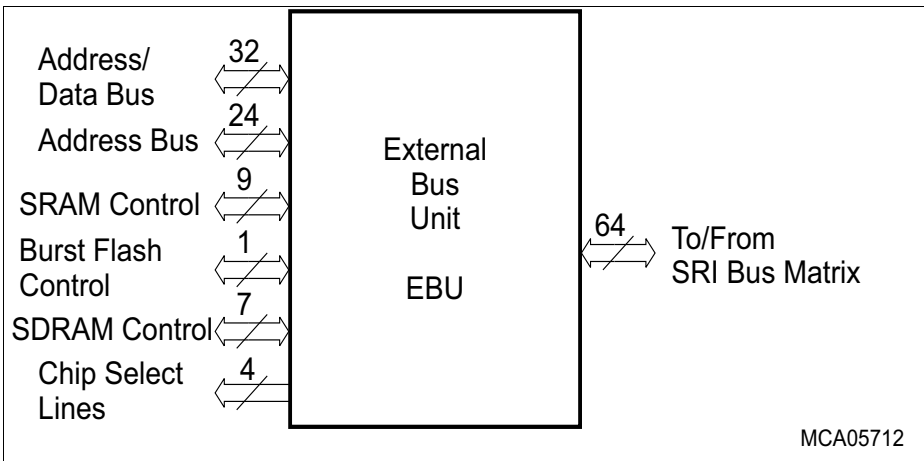 Address/
Data Bus
32
Address Bus
24
SRAM Control
9
Burst Flash
Control
1
SDRAM Control
7
Chip Select
Lines
4
External
Bus
Unit
EBU
64
To/From
SRI Bus Matrix
MCA05712